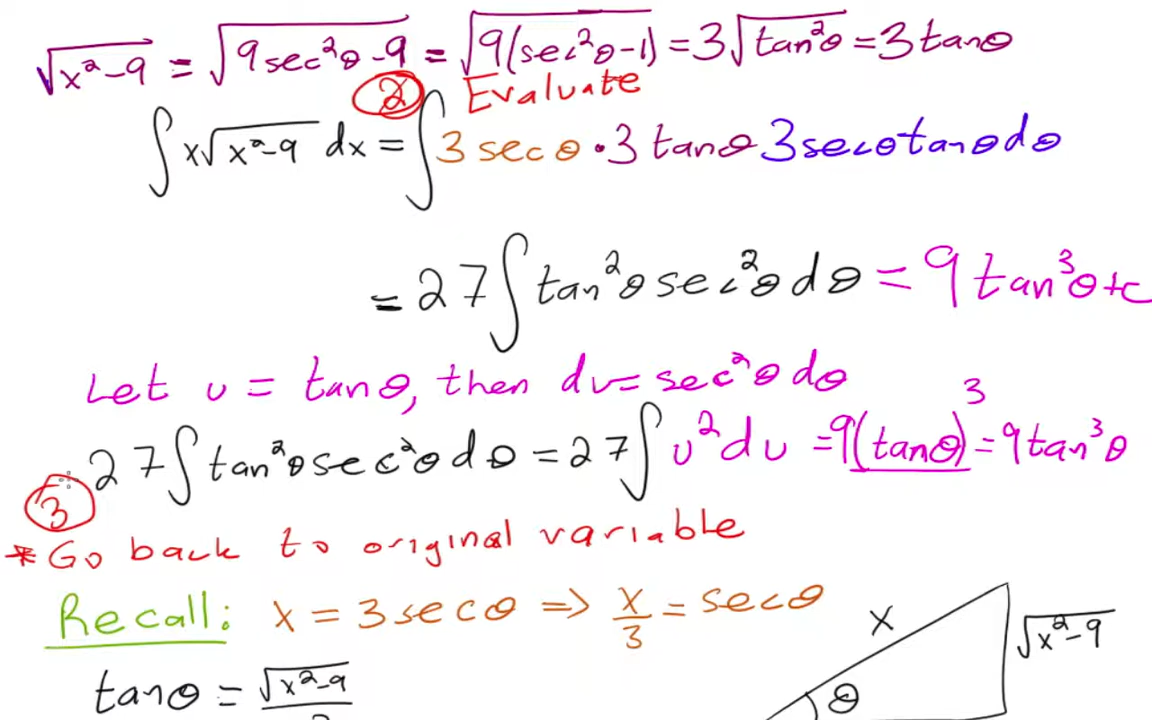 √(x²-9) = √(9sec²θ-9) = √(9(sec²θ-1)) = 3√(tan²θ) = 3tanθ
② Evaluate
∫x√(x²-9) dx = ∫3secθ·3tanθ 3secθtanθdθ
= 27∫tan²θsec²θdθ = 9tan³θ+c
Let u = tanθ, then du=sec²θdθ
27∫tan²θsec²θdθ = 27∫u²du = 9(tanθ)³ = 9tan³θ
③
*Go back to original variable
Recall: x = 3secθ => x/3 = secθ
x
√(x²-9)
θ
tanθ = √(x²-9)/